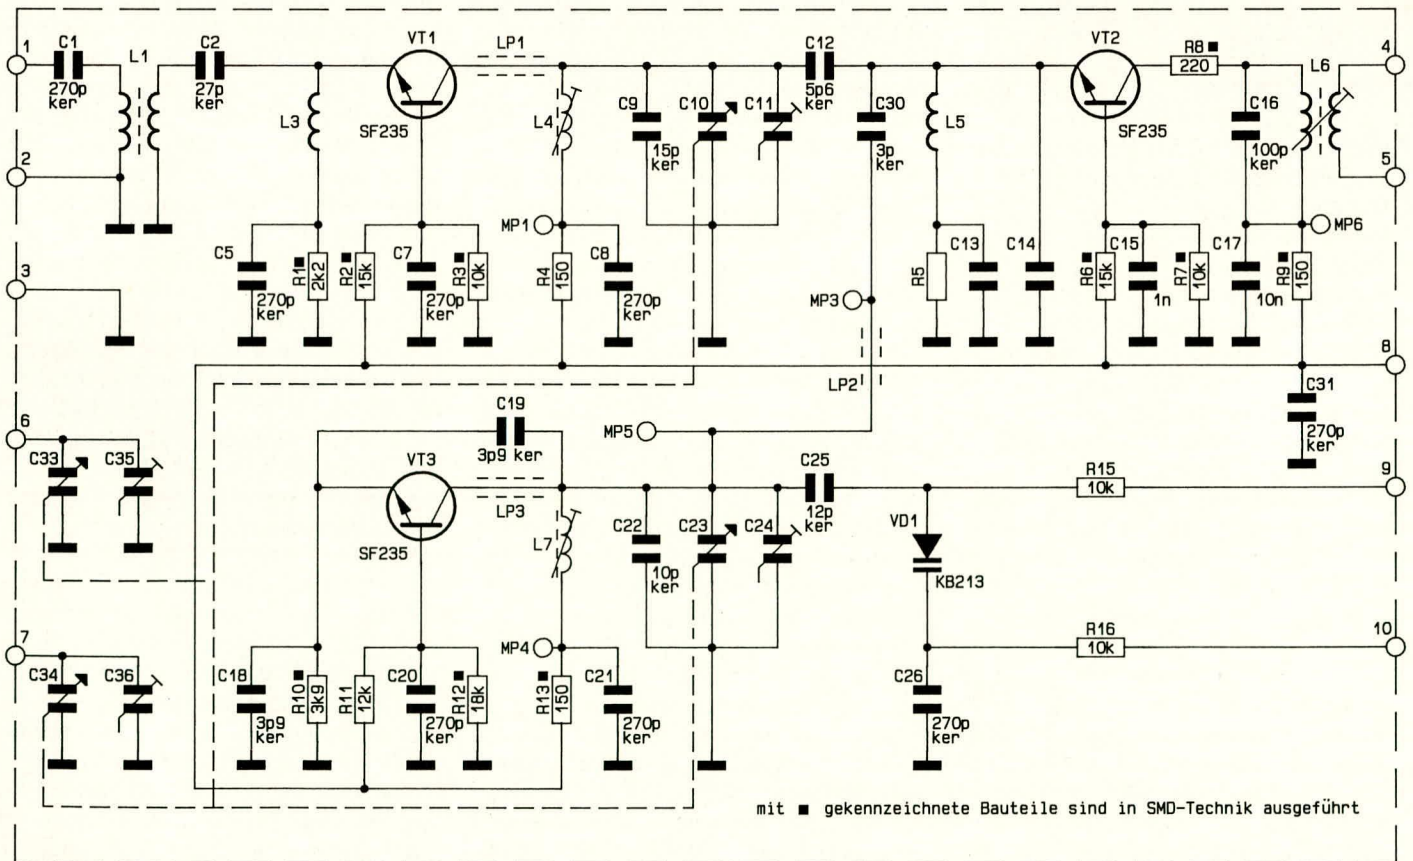 1
C1
270p
ker
L1
C2
27p
ker
VT1
SF235
LP1
C12
5p6
ker
VT2
SF235
R8■
220
L6
4
L3
L4
C9
15p
ker
C10
C11
C30
3p
ker
L5
C16
100p
ker
2
5
C5
270p
ker
R1■
2k2
R2■
15k
C7
270p
ker
R3■
10k
MP1
R4
150
C8
270p
ker
MP3
R5
C13
C14
R6■
15k
C15
1n
R7■
10k
C17
10n
R9■
150
MP6
3
LP2
8
C31
270p
ker
6
C33
C35
C19
3p9 ker
MP5
VT3
SF235
LP3
L7
C22
10p
ker
C23
C24
C25
12p
ker
VD1
KB213
R15
10k
9
7
C34
C36
C18
3p9
ker
R10■
3k9
R11
12k
C20
270p
ker
R12■
18k
MP4
R13■
150
C21
270p
ker
C26
270p
ker
R16
10k
10
mit ■ gekennzeichnete Bauteile sind in SMD-Technik ausgeführt